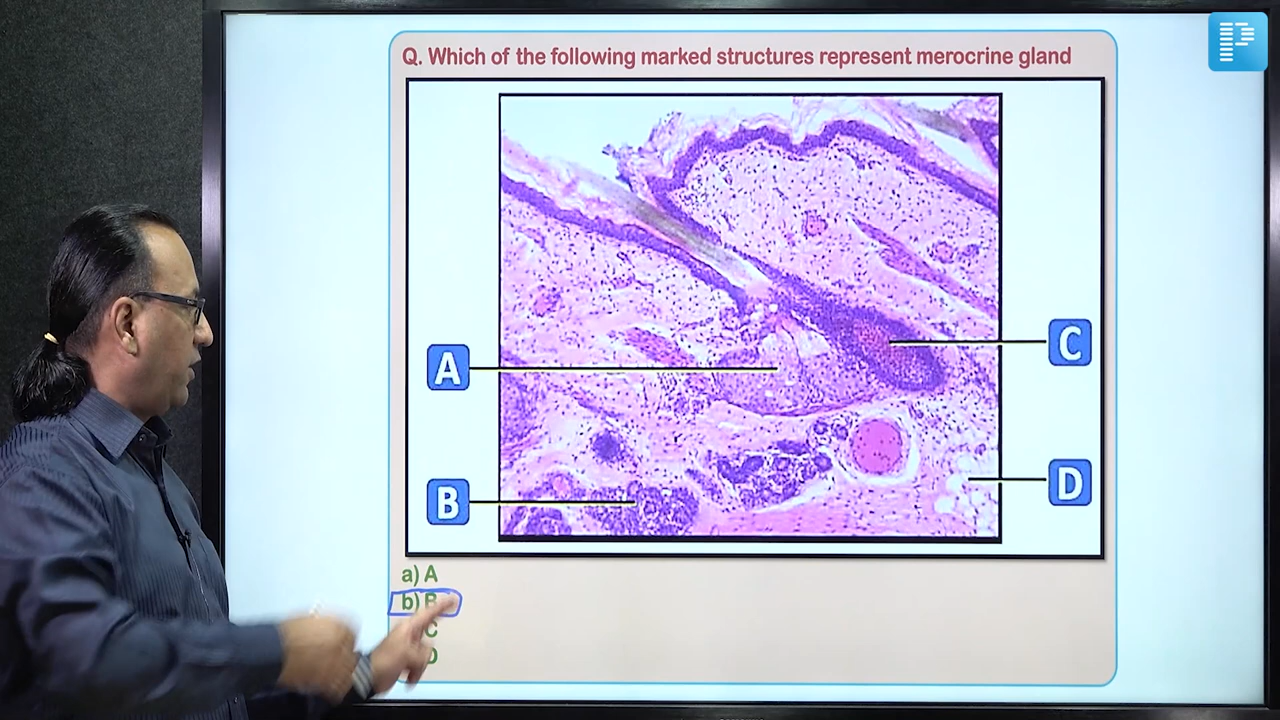 Q. Which of the following marked structures represent merocrine gland
A
C
B
D
a) A
b) B
C
D